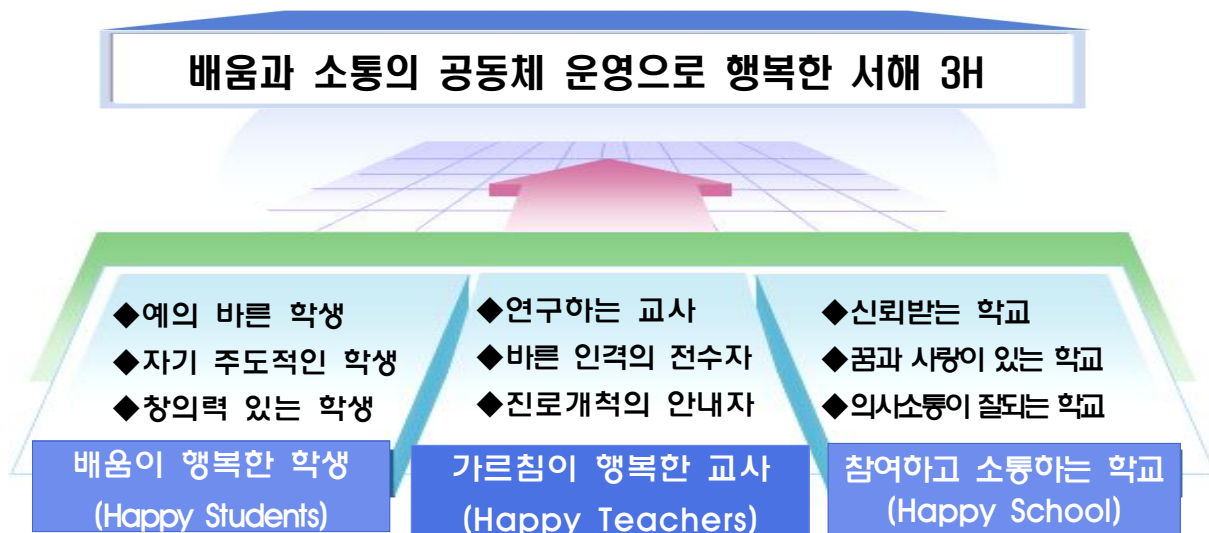 배움과 소통의 공동체 운영으로 행복한 서해 3H
◆예의 바른 학생
◆자기 주도적인 학생
◆창의력 있는 학생
배움이 행복한 학생
(Happy Students)
◆연구하는 교사
◆바른 인격의 전수자
◆진로개척의 안내자
가르침이 행복한 교사
(Happy Teachers)
◆신뢰받는 학교
◆꿈과 사랑이 있는 학교
◆의사소통이 잘되는 학교
참여하고 소통하는 학교
(Happy School)